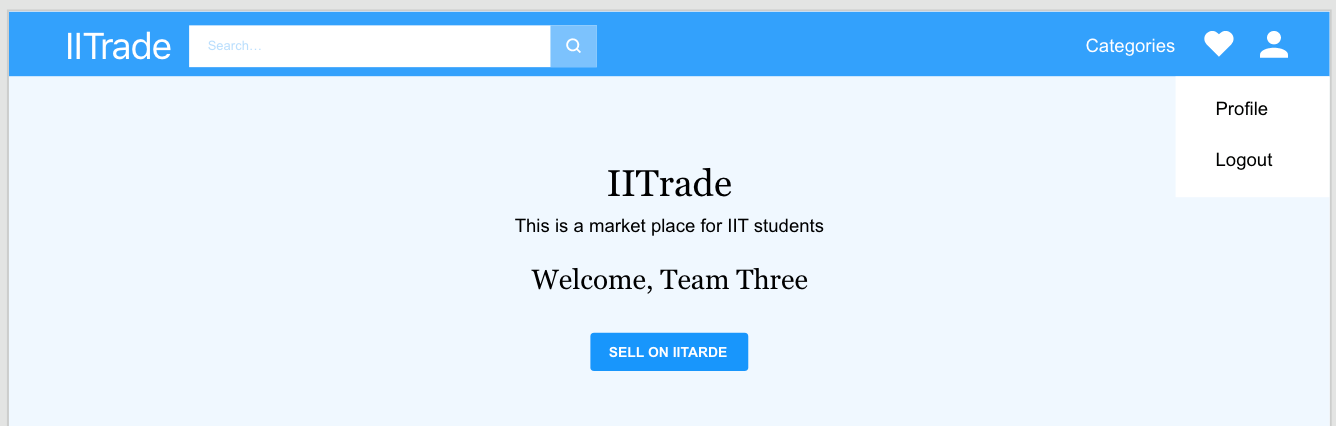 IITrade
Search...
Categories
Profile
Logout
IITrade
This is a market place for IIT students
Welcome, Team Three
SELL ON IITARDE